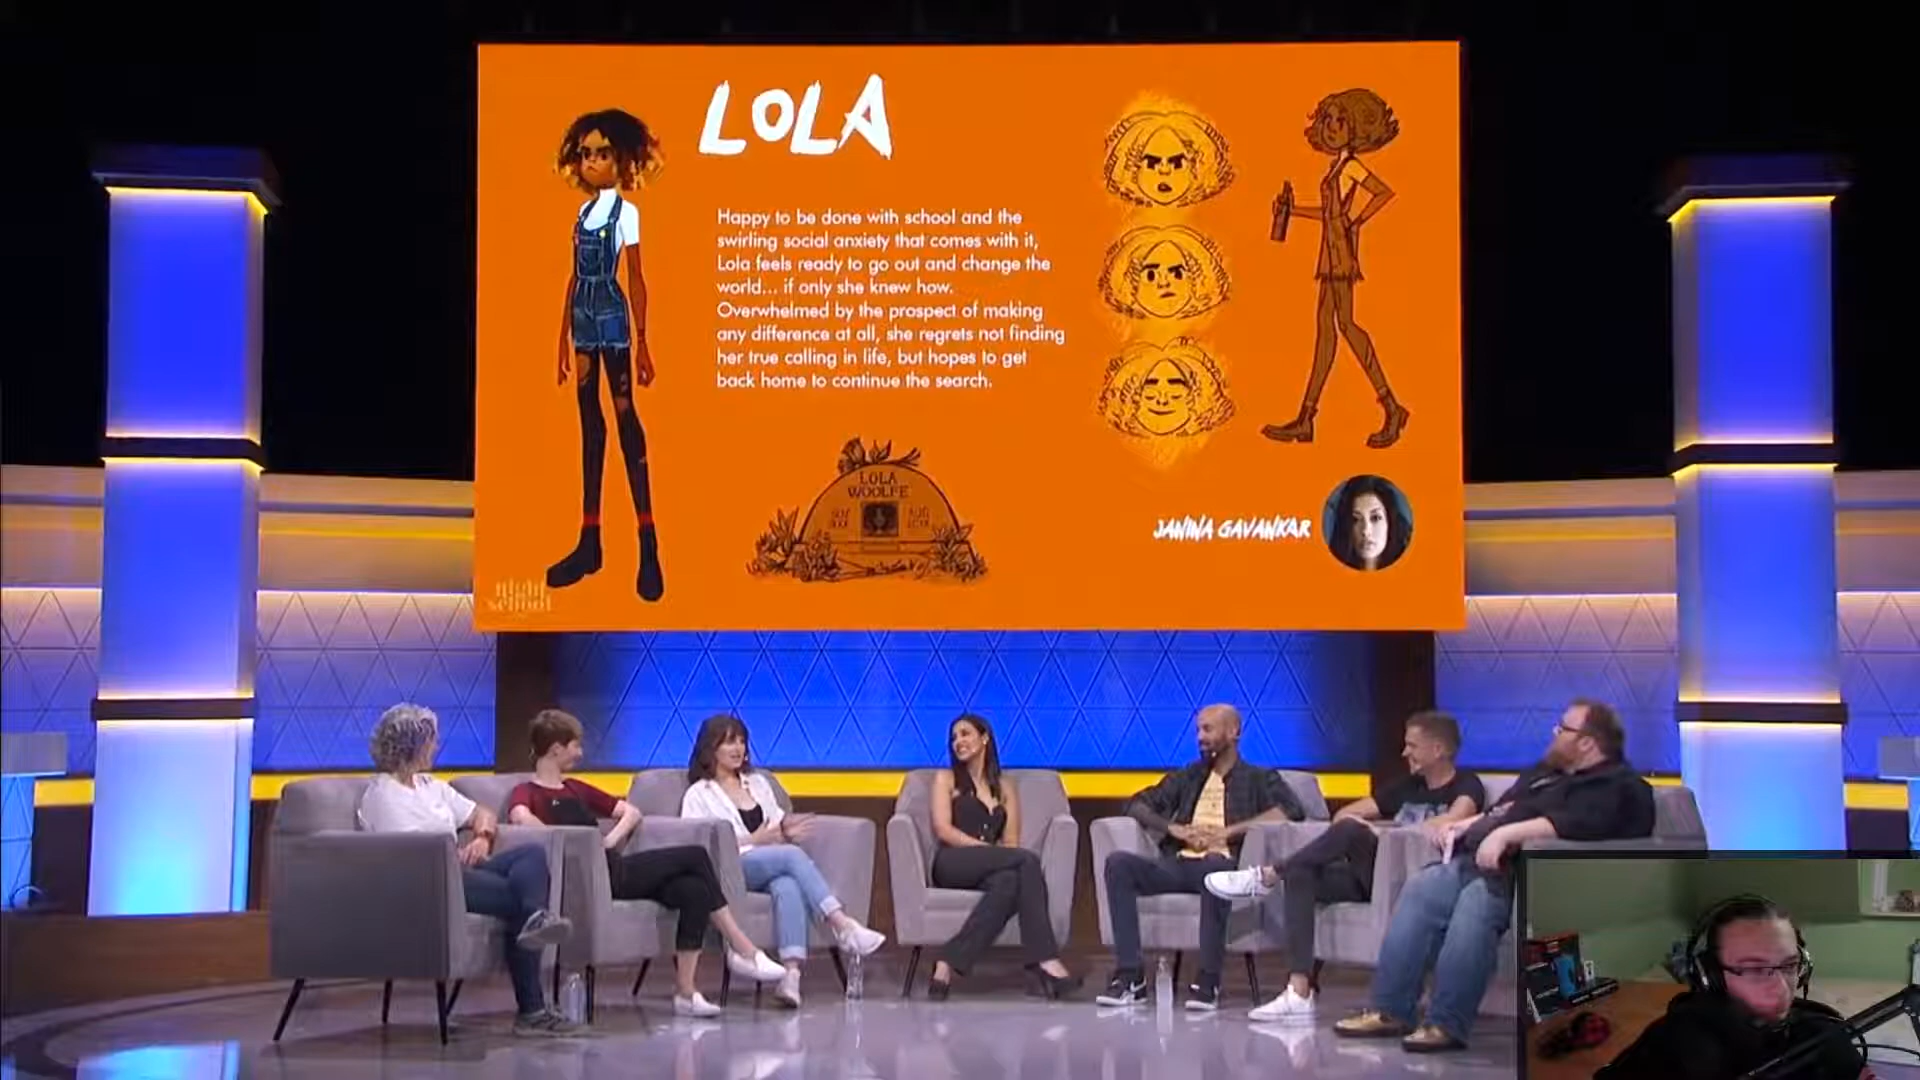 LOLA
Happy to be done with school and the
swirling social anxiety that comes with it,
Lola feels ready to go out and change the
world... if only she knew how.
Overwhelmed by the prospect of making
any difference at all, she regrets not finding
her true calling in life, but hopes to get
back home to continue the search.
LOLA
WOOLFE
JANINA GAVANKAR
night
school